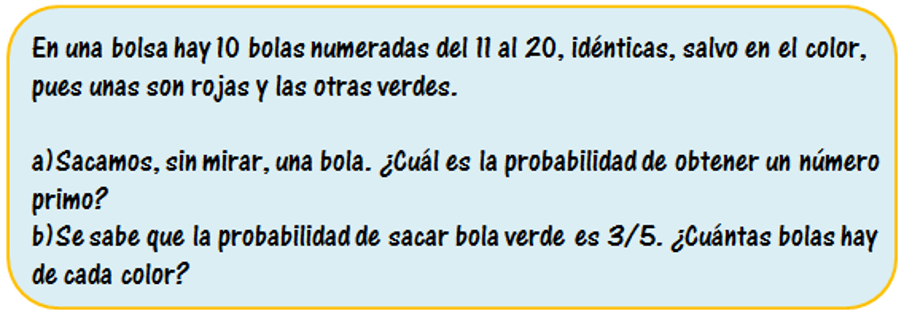 En una bolsa hay 10 bolas numeradas del 11 al 20, idénticas, salvo en el color,
pues unas son rojas y las otras verdes.
a)Sacamos, sin mirar, una bola. ¿Cuál es la probabilidad de obtener un número
primo?
b)Se sabe que la probabilidad de sacar bola verde es 3/5. ¿Cuántas bolas hay
de cada color?